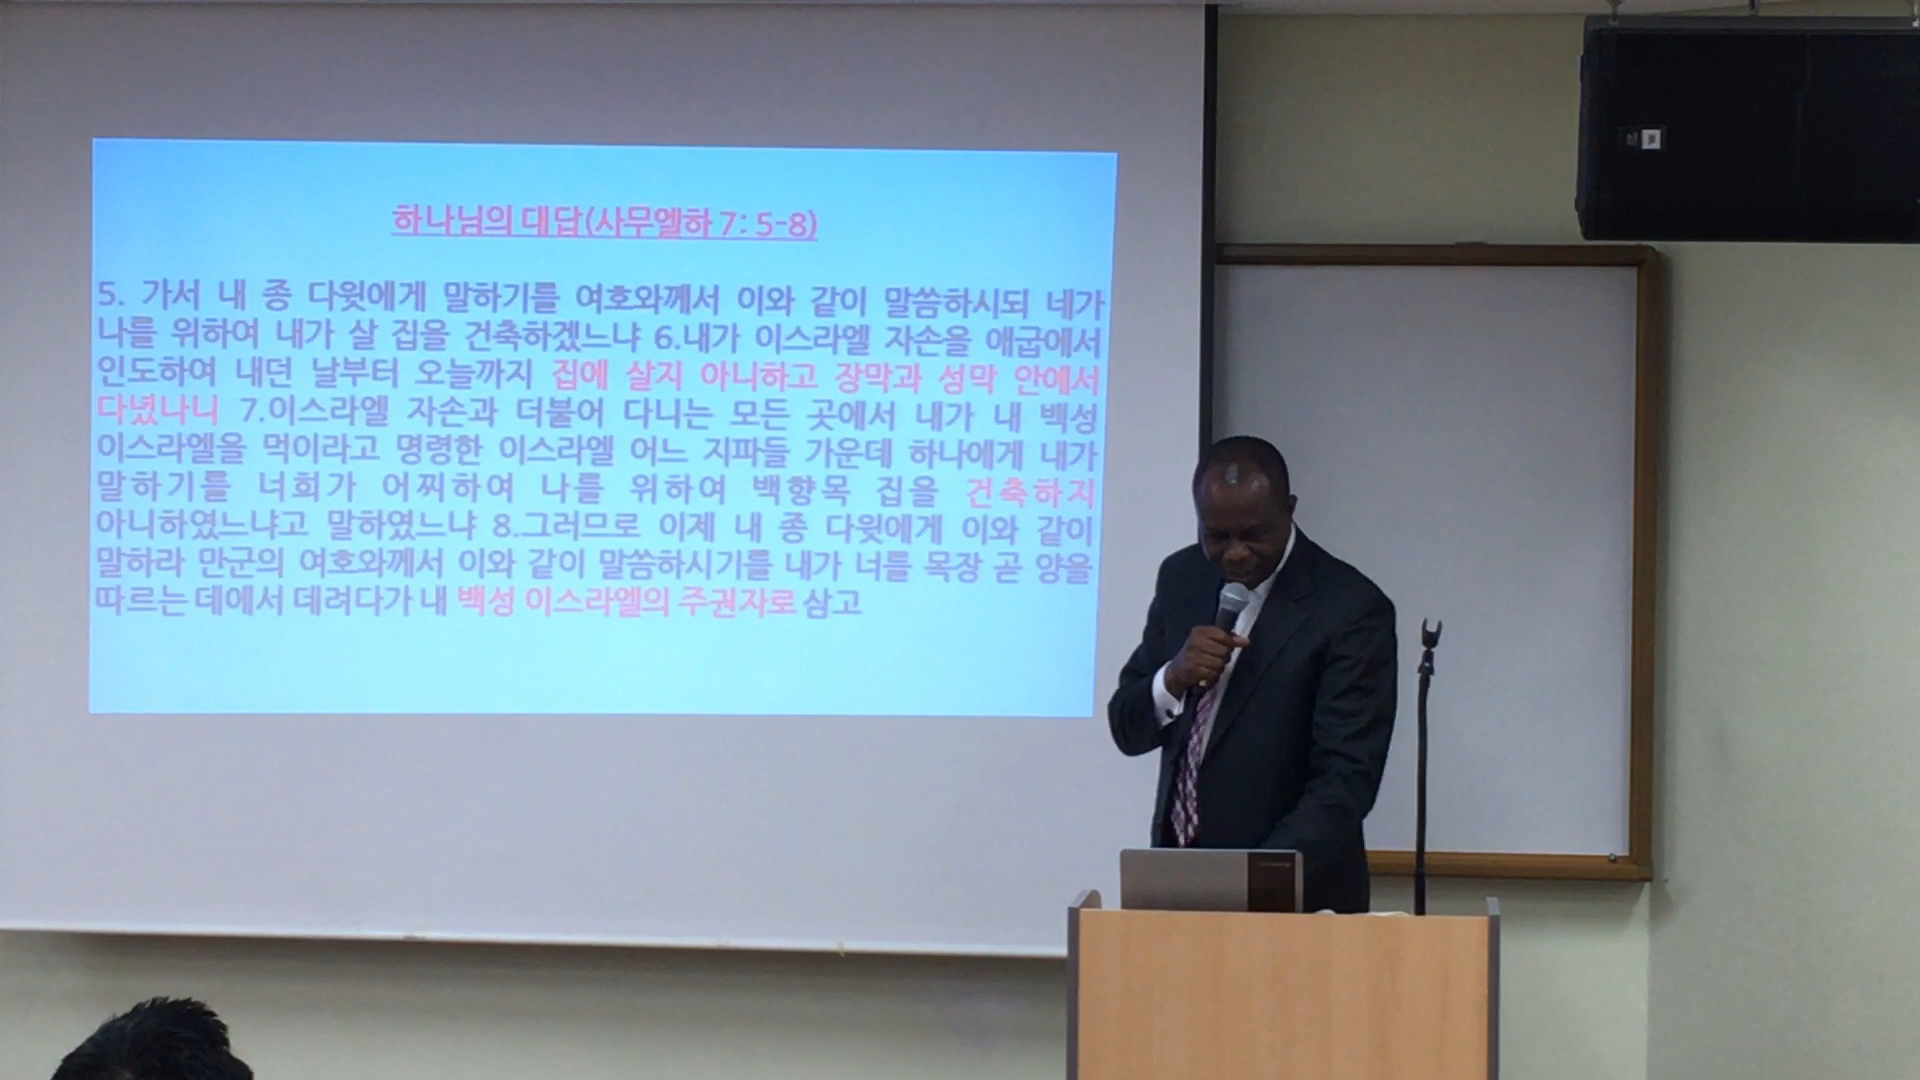 하나님의 대답(사무엘하 7: 5-8)
5. 가서 내 종 다윗에게 말하기를 여호와께서 이와 같이 말씀하시되 네가
나를 위하여 내가 살 집을 건축하겠느냐 6.내가 이스라엘 자손을 애굽에서
인도하여 내던 날부터 오늘까지 집에 살지 아니하고 장막과 성막 안에서
다녔나니 7.이스라엘 자손과 더불어 다니는 모든 곳에서 내가 내 백성
이스라엘을 먹이라고 명령한 이스라엘 어느 지파들 가운데 하나에게 내가
말하기를 너희가 어찌하여 나를 위하여 백향목 집을 건축하지
아니하였느냐고 말하였느냐 8.그러므로 이제 내 종 다윗에게 이와 같이
말하라 만군의 여호와께서 이와 같이 말씀하시기를 내가 너를 목장 곧 양을
따르는 데에서 데려다가 내 백성 이스라엘의 주권자로 삼고